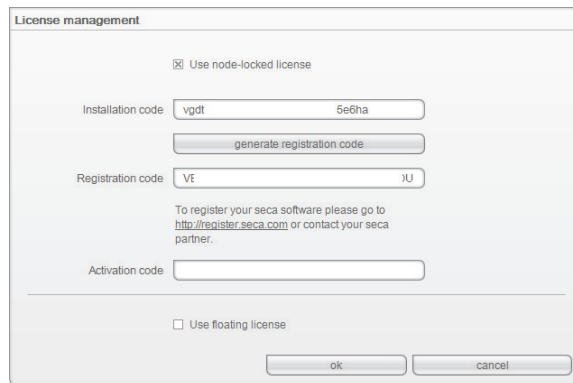 License management
Use node-locked license
Installation code vgdt 5e6ha
generate registration code
Registration code VE OU
To register your seca software please go to
http://register.seca.com or contact your seca
partner.
Activation code
Use floating license
ok cancel